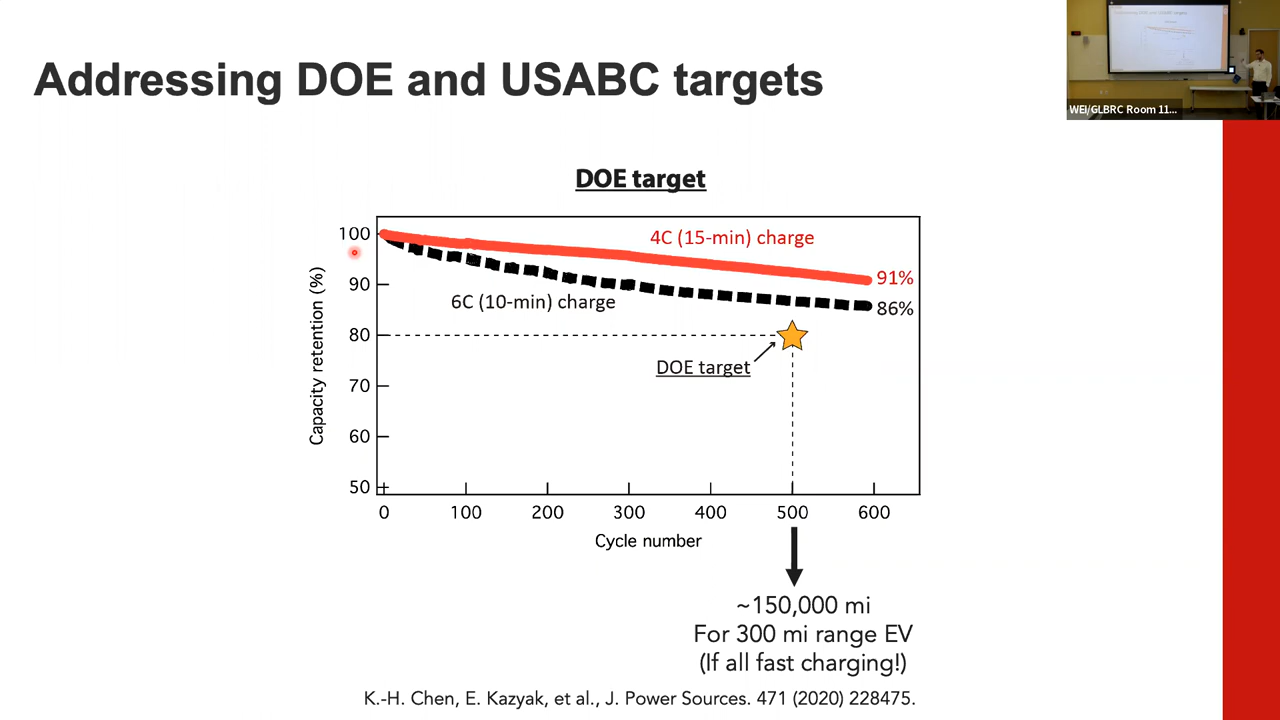 Addressing DOE and USABC targets
WEI/GLBRC Room 11...
DOE target
100
90
80
70
60
50
Capacity retention (%)
4C (15-min) charge
91%
6C (10-min) charge
86%
DOE target
0 100 200 300 400 500 600
Cycle number
~150,000 mi
For 300 mi range EV
(If all fast charging!)
K.-H. Chen, E. Kazyak, et al., J. Power Sources. 471 (2020) 228475.